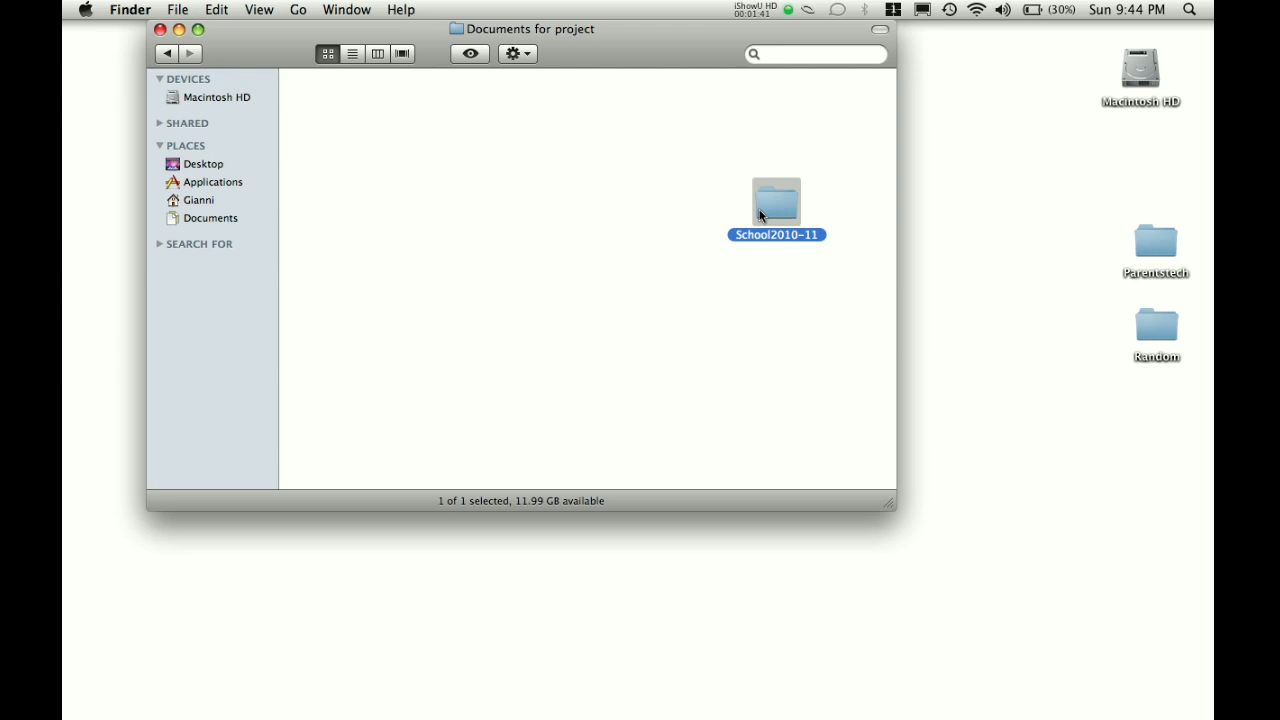 Finder File Edit View Go Window Help iShowU HD 00:01:41 (30%) Sun 9:44 PM
Documents for project
DEVICES
Macintosh HD
SHARED
PLACES
Desktop
Applications
Gianni
Documents
SEARCH FOR
School2010-11
1 of 1 selected, 11.99 GB available
Macintosh HD
Parentstech
Random